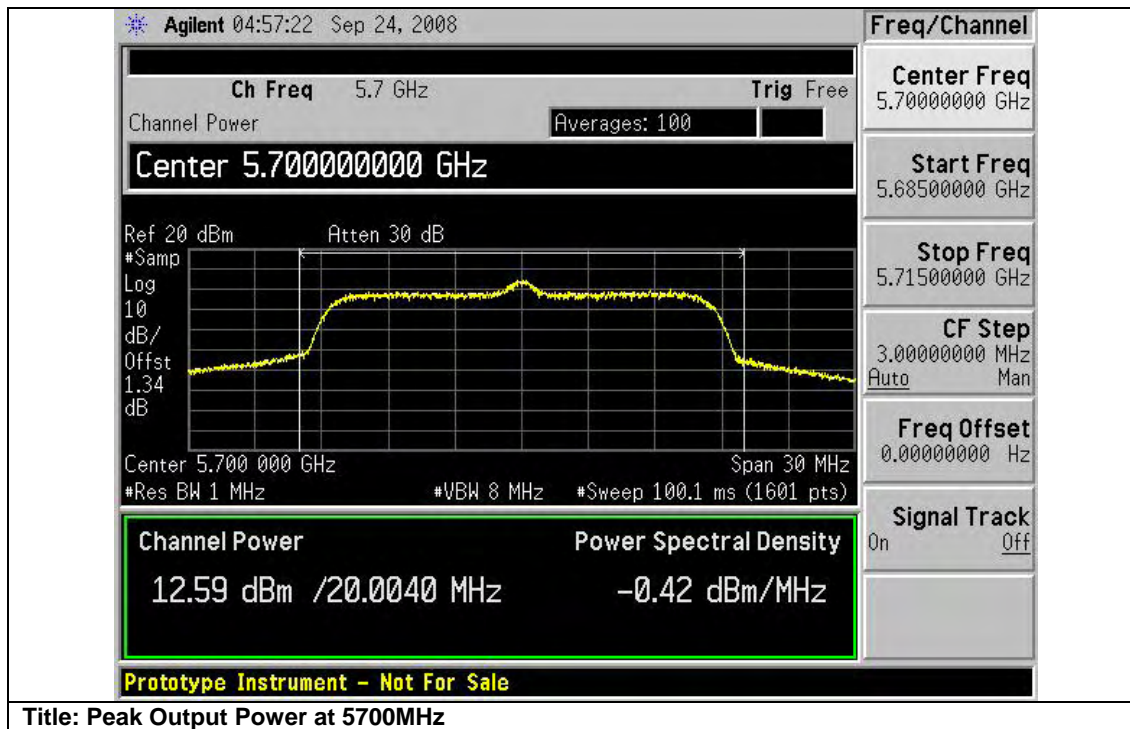 Agilent 04:57:22 Sep 24, 2008
Freq/Channel
Ch Freq 5.7 GHz Trig Free
Channel Power Averages: 100
Center 5.700000000 GHz
Ref 20 dBm Atten 30 dB
#Samp
Log
10
dB/
Offst
1.34
dB
Center 5.700 000 GHz Span 30 MHz
#Res BW 1 MHz #VBW 8 MHz #Sweep 100.1 ms (1601 pts)
Channel Power Power Spectral Density
12.59 dBm /20.0040 MHz -0.42 dBm/MHz
Prototype Instrument - Not For Sale
Center Freq
5.70000000 GHz
Start Freq
5.68500000 GHz
Stop Freq
5.71500000 GHz
CF Step
3.00000000 MHz
Auto Man
Freq Offset
0.00000000 Hz
Signal Track
On Off
Title: Peak Output Power at 5700MHz